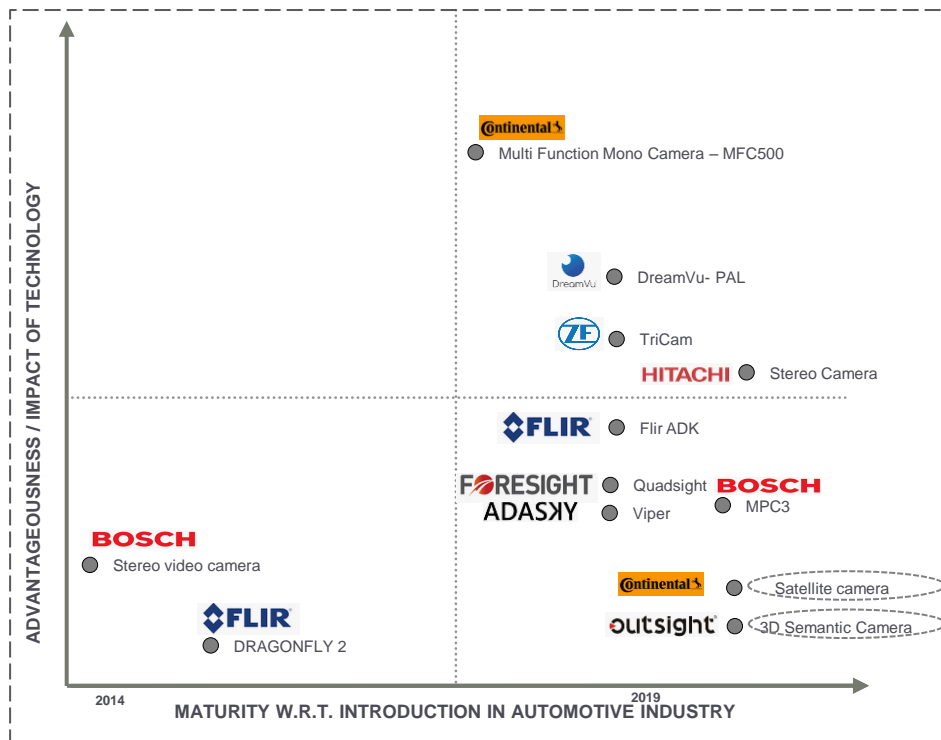 ADVANTAGEOUSNESS / IMPACT OF TECHNOLOGY
Continental
Multi Function Mono Camera – MFC500
DreamVu
DreamVu- PAL
ZF
TriCam
HITACHI
Stereo Camera
FLIR
Flir ADK
FORESIGHT
Quadsight
BOSCH
ADASKY
Viper
MPC3
BOSCH
Stereo video camera
Continental
Satellite camera
FLIR
DRAGONFLY 2
outsight
3D Semantic Camera
2014
2019
MATURITY W.R.T. INTRODUCTION IN AUTOMOTIVE INDUSTRY